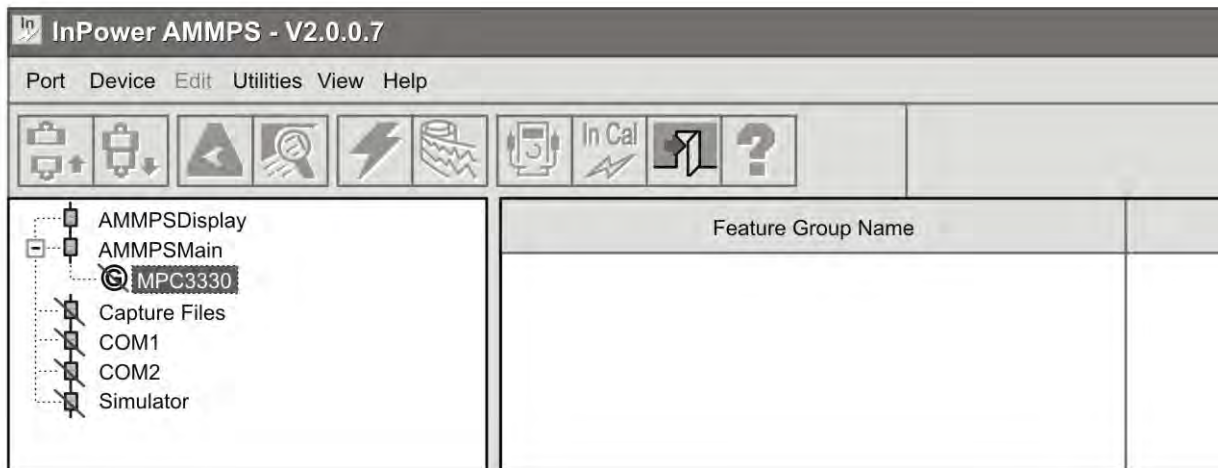 In
InPower AMMPS - V2.0.0.7
Port Device Edit Utilities View Help
In Cal
?
AMMPSDisplay
AMMPSMain
G MPC3330
Capture Files
COM1
COM2
Simulator
Feature Group Name